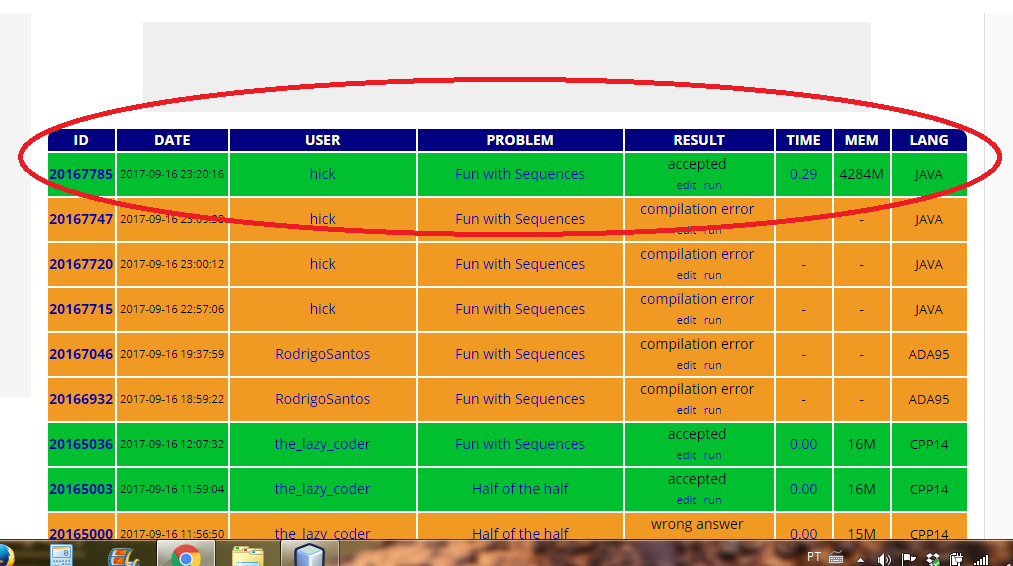 ID DATE USER PROBLEM RESULT TIME MEM LANG
20167785 2017-09-16 23:20:16 hick Fun with Sequences accepted edit run 0.29 4284M JAVA
20167747 2017-09-16 23:09:38 hick Fun with Sequences compilation error edit run - - JAVA
20167720 2017-09-16 23:00:12 hick Fun with Sequences compilation error edit run - - JAVA
20167715 2017-09-16 22:57:06 hick Fun with Sequences compilation error edit run - - JAVA
20167046 2017-09-16 19:37:59 RodrigoSantos Fun with Sequences compilation error edit run - - ADA95
20166932 2017-09-16 18:59:22 RodrigoSantos Fun with Sequences compilation error edit run - - ADA95
20165036 2017-09-16 12:07:32 the_lazy_coder Fun with Sequences accepted edit run 0.00 16M CPP14
20165003 2017-09-16 11:59:04 the_lazy_coder Half of the half accepted edit run 0.00 16M CPP14
20165000 2017-09-16 11:56:50 the_lazy_coder Half of the half wrong answer 0.00 15M CPP14
PT